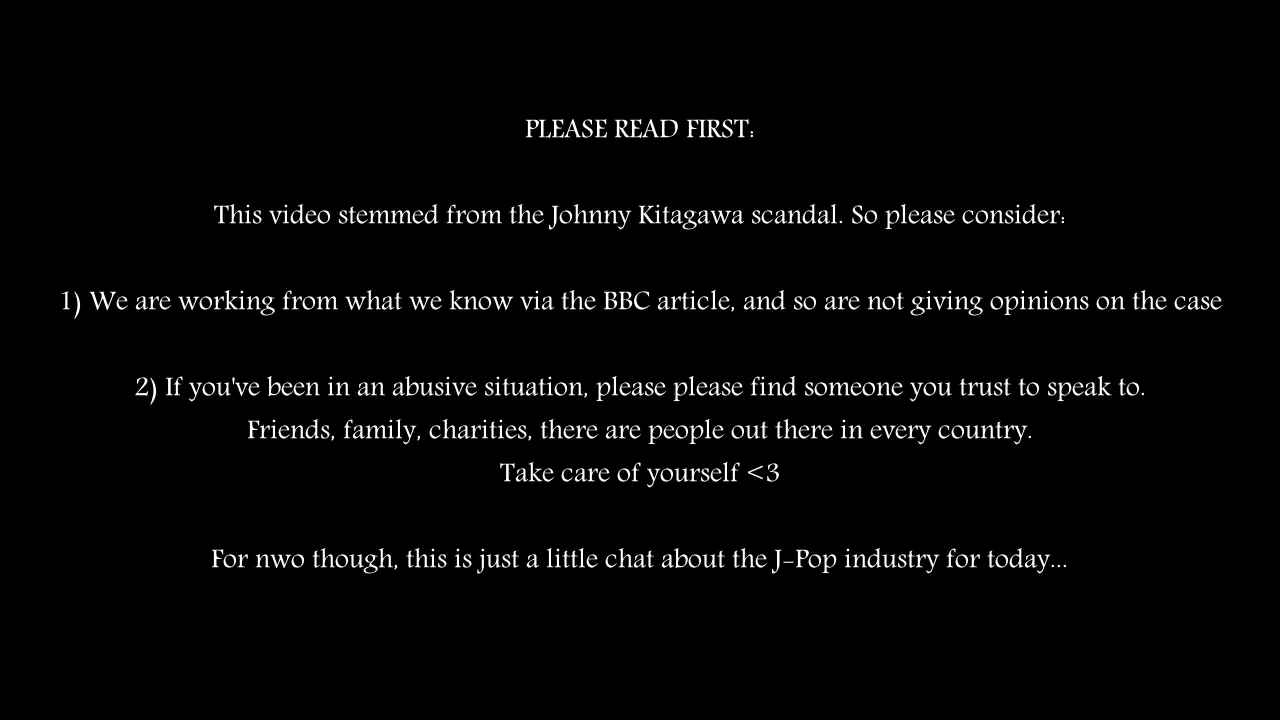 PLEASE READ FIRST:
This video stemmed from the Johnny Kitagawa scandal. So please consider:
1) We are working from what we know via the BBC article, and so are not giving opinions on the case
2) If you've been in an abusive situation, please please find someone you trust to speak to.
Friends, family, charities, there are people out there in every country.
Take care of yourself <3
For nwo though, this is just a little chat about the J-Pop industry for today...